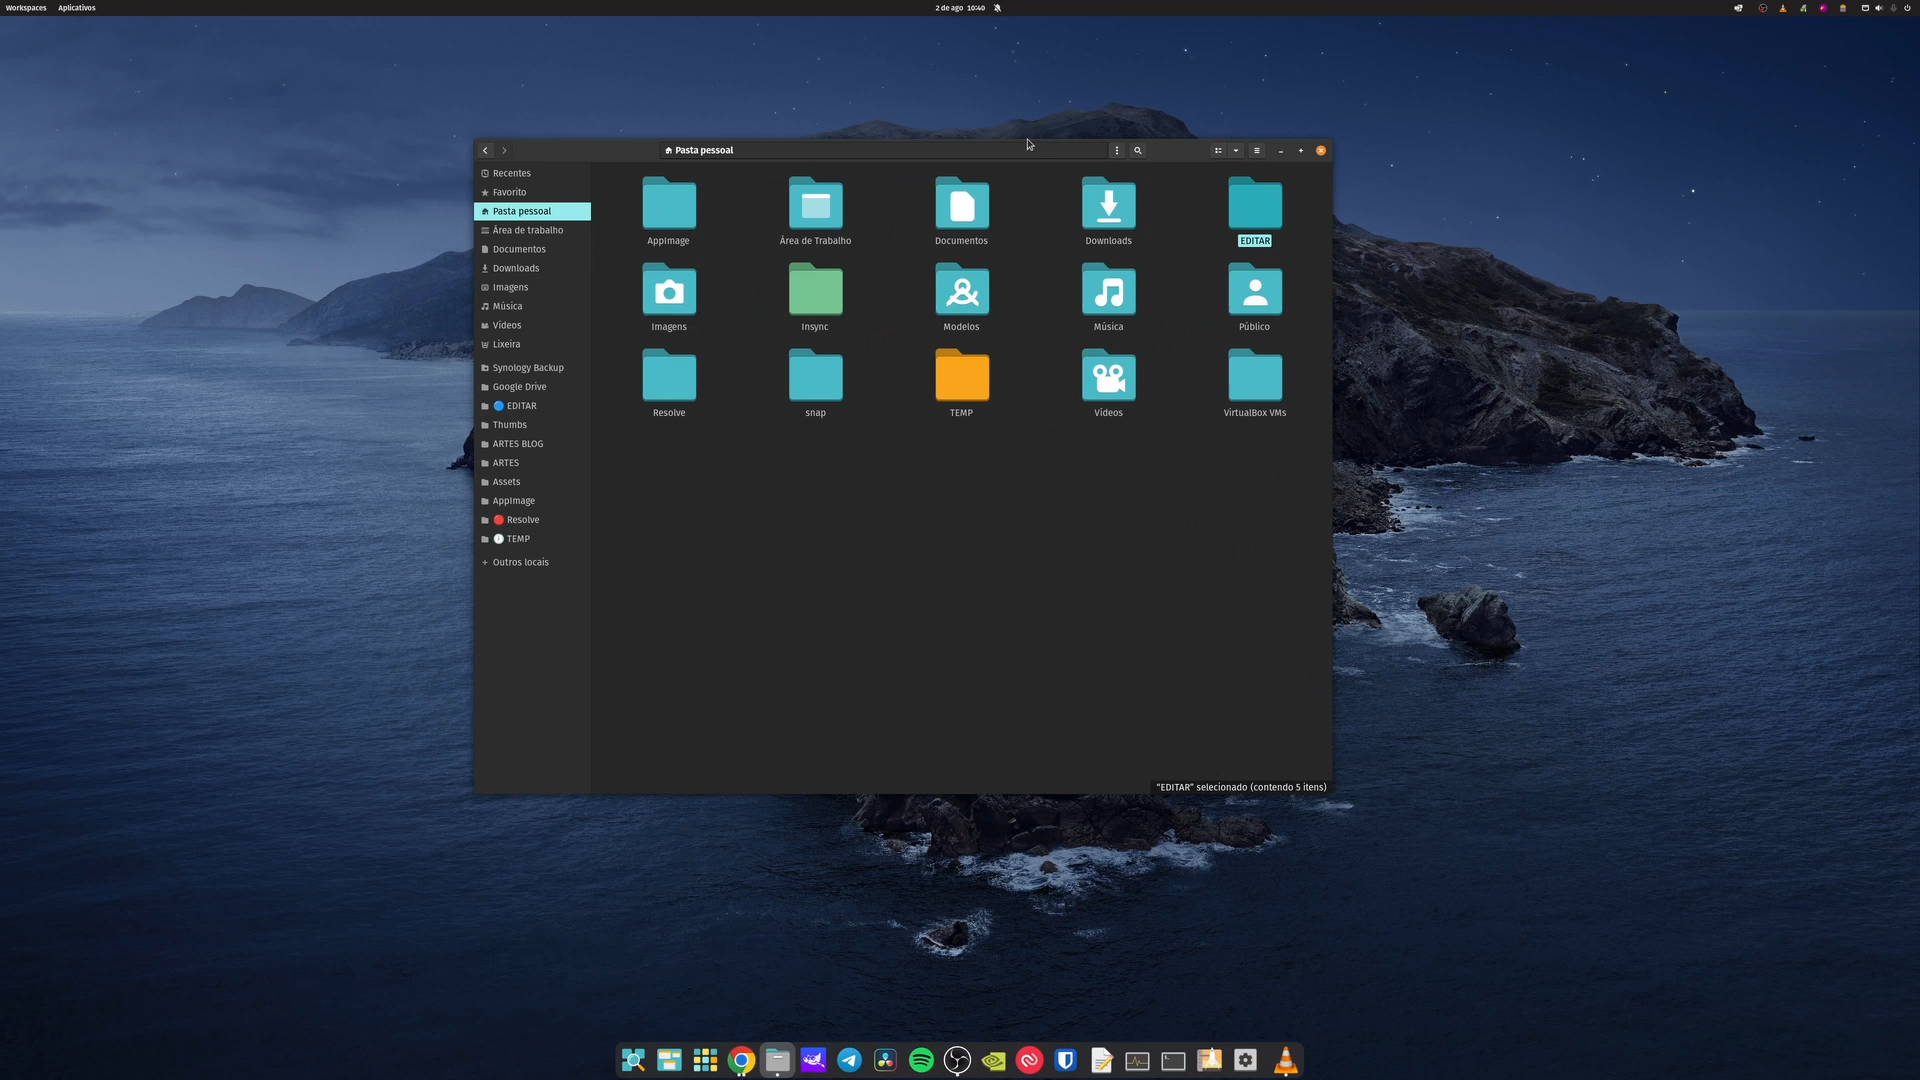 Workspaces Aplicativos 2 de ago 10:40
Pasta pessoal
Recentes
Favorito
Pasta pessoal
Área de trabalho
Documentos
Downloads
Imagens
Música
Vídeos
Lixeira
Synology Backup
Google Drive
EDITAR
Thumbs
ARTES BLOG
ARTES
Assets
AppImage
Resolve
TEMP
Outros locais
AppImage Área de Trabalho Documentos Downloads EDITAR
Imagens Insync Modelos Música Público
Resolve snap TEMP Vídeos VirtualBox VMs
"EDITAR" selecionado (contendo 5 itens)